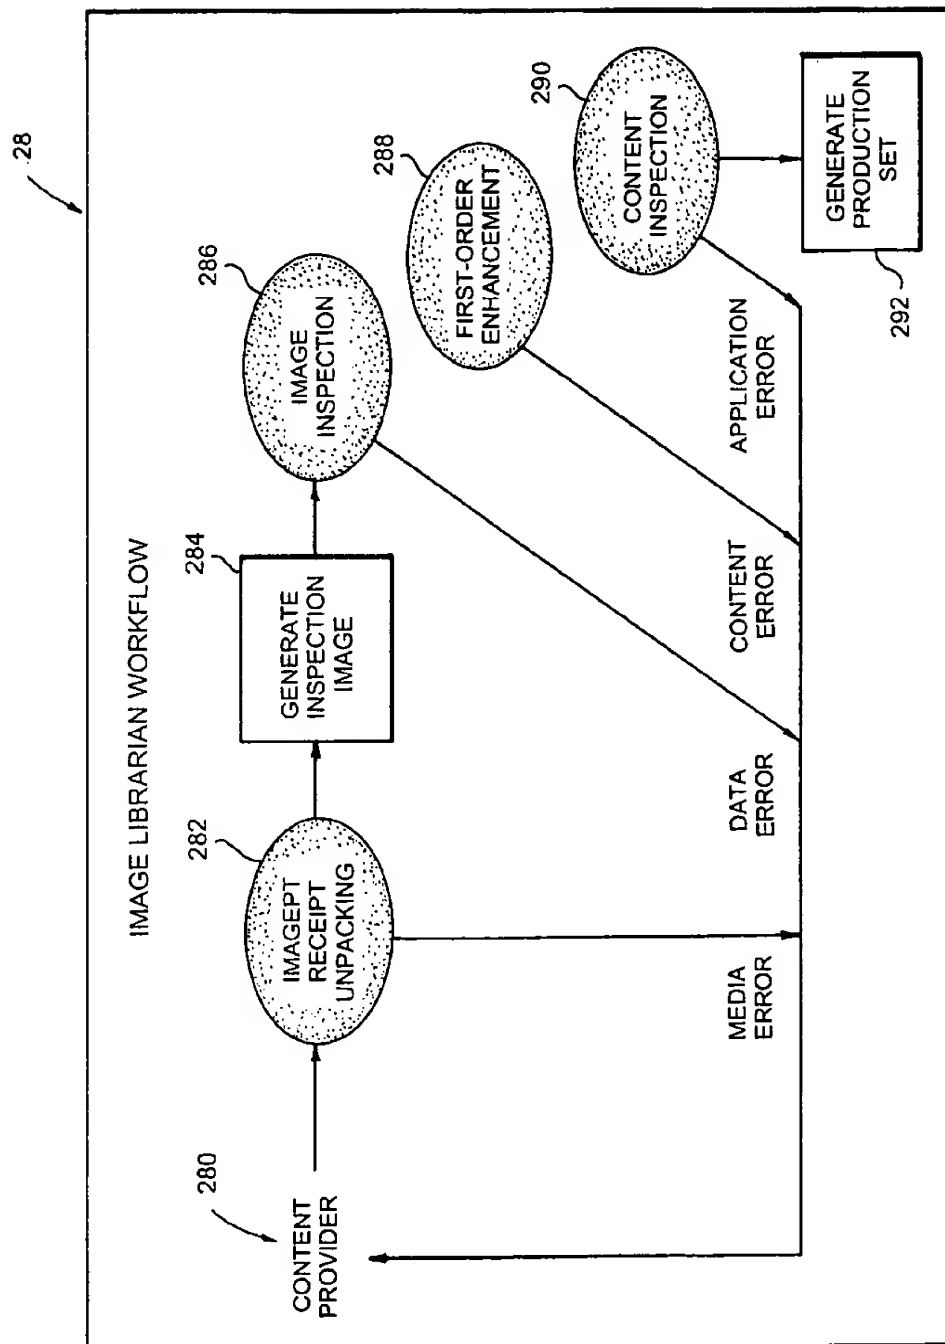 28
IMAGE LIBRARIAN WORKFLOW
280
CONTENT
PROVIDER
282
IMAGEPT
RECEIPT
UNPACKING
284
GENERATE
INSPECTION
IMAGE
286
IMAGE
INSPECTION
288
FIRST-ORDER
ENHANCEMENT
290
CONTENT
INSPECTION
MEDIA
ERROR
DATA
ERROR
CONTENT
ERROR
APPLICATION
ERROR
292
GENERATE
PRODUCTION
SET